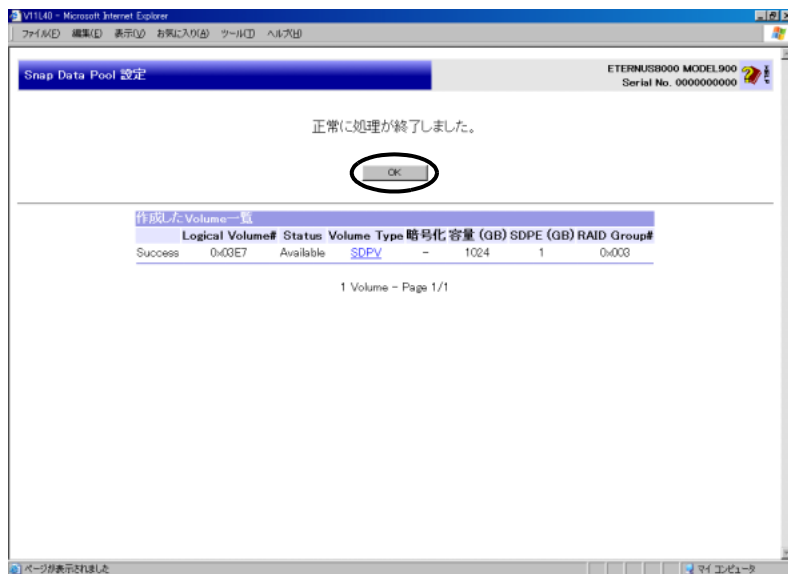 V11L40 - Microsoft Internet Explorer
ファイル(F) 編集(E) 表示(V) お気に入り(A) ツール(T) ヘルプ(H)
Snap Data Pool 設定
ETERNUS8000 MODEL900
Serial No. 0000000000
正常に処理が終了しました。
OK
作成したVolume一覧
Logical Volume# Status Volume Type 暗号化 容量 (GB) SDPE (GB) RAID Group#
Success 0x03E7 Available SDPV - 1024 1 0x003
1 Volume - Page 1/1
ページが表示されました
マイ コンピュータ